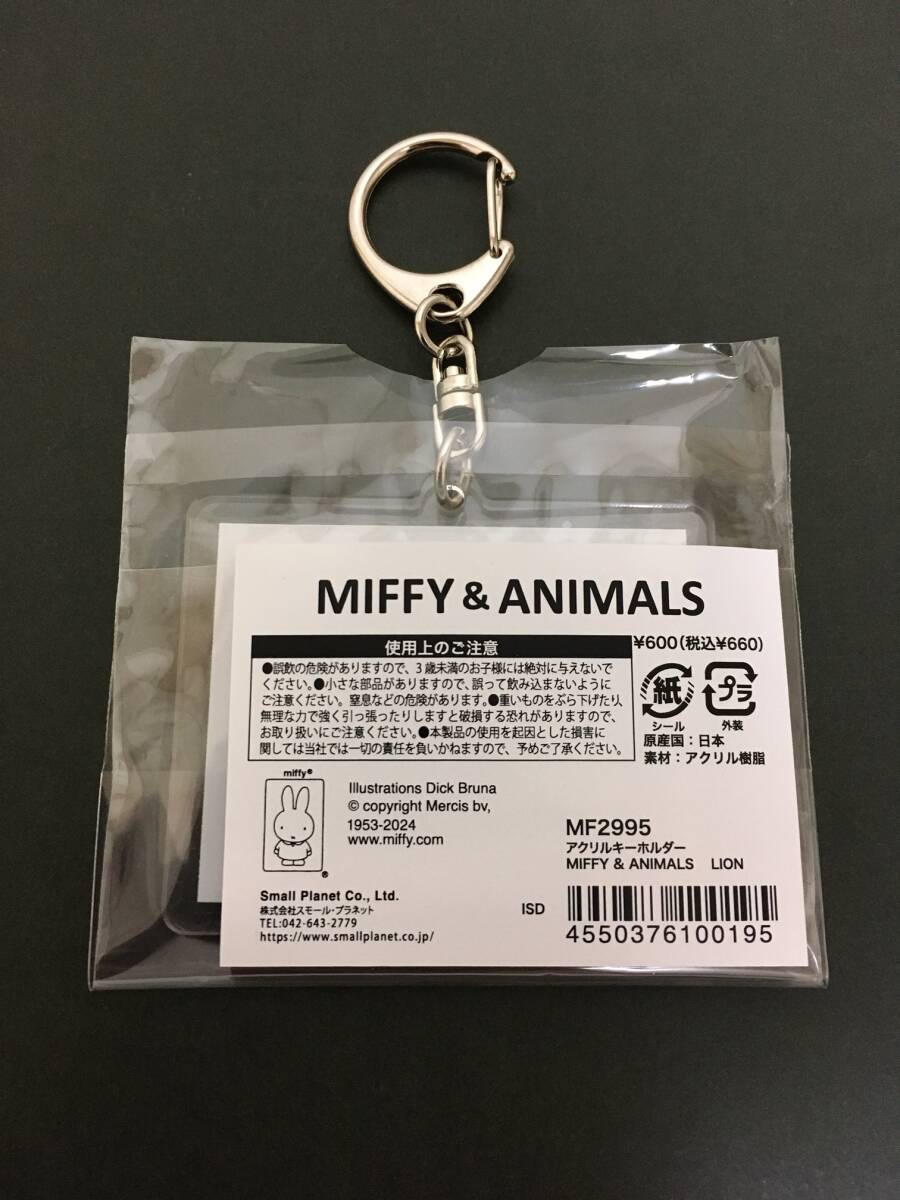 MIFFY & ANIMALS
使用上のご注意
●誤飲の危険がありますので、3歳未満のお子様には絶対に与えないで
ください。●小さな部品がありますので、誤って飲み込まないように
ご注意ください。窒息などの危険があります。●重いものをぶら下げたり、
無理な力で強く引っ張ったりしますと破損する恐れがありますので、
お取り扱いにご注意ください。●本製品の使用を起因とした損害に
関しては当社では一切の責任を負いかねますので、予めご了承ください。
¥600(税込¥660)
紙
シール
プラ
外装
原産国:日本
素材:アクリル樹脂
miffy®
®
Illustrations Dick Bruna
© copyright Mercis bv,
1953-2024
www.miffy.com
Small Planet Co., Ltd.
株式会社スモール・プラネット
TEL:042-643-2779
https://www.smallplanet.co.jp/
MF2995
アクリルキーホルダー
MIFFY & ANIMALS LION
ISD
4550376100195